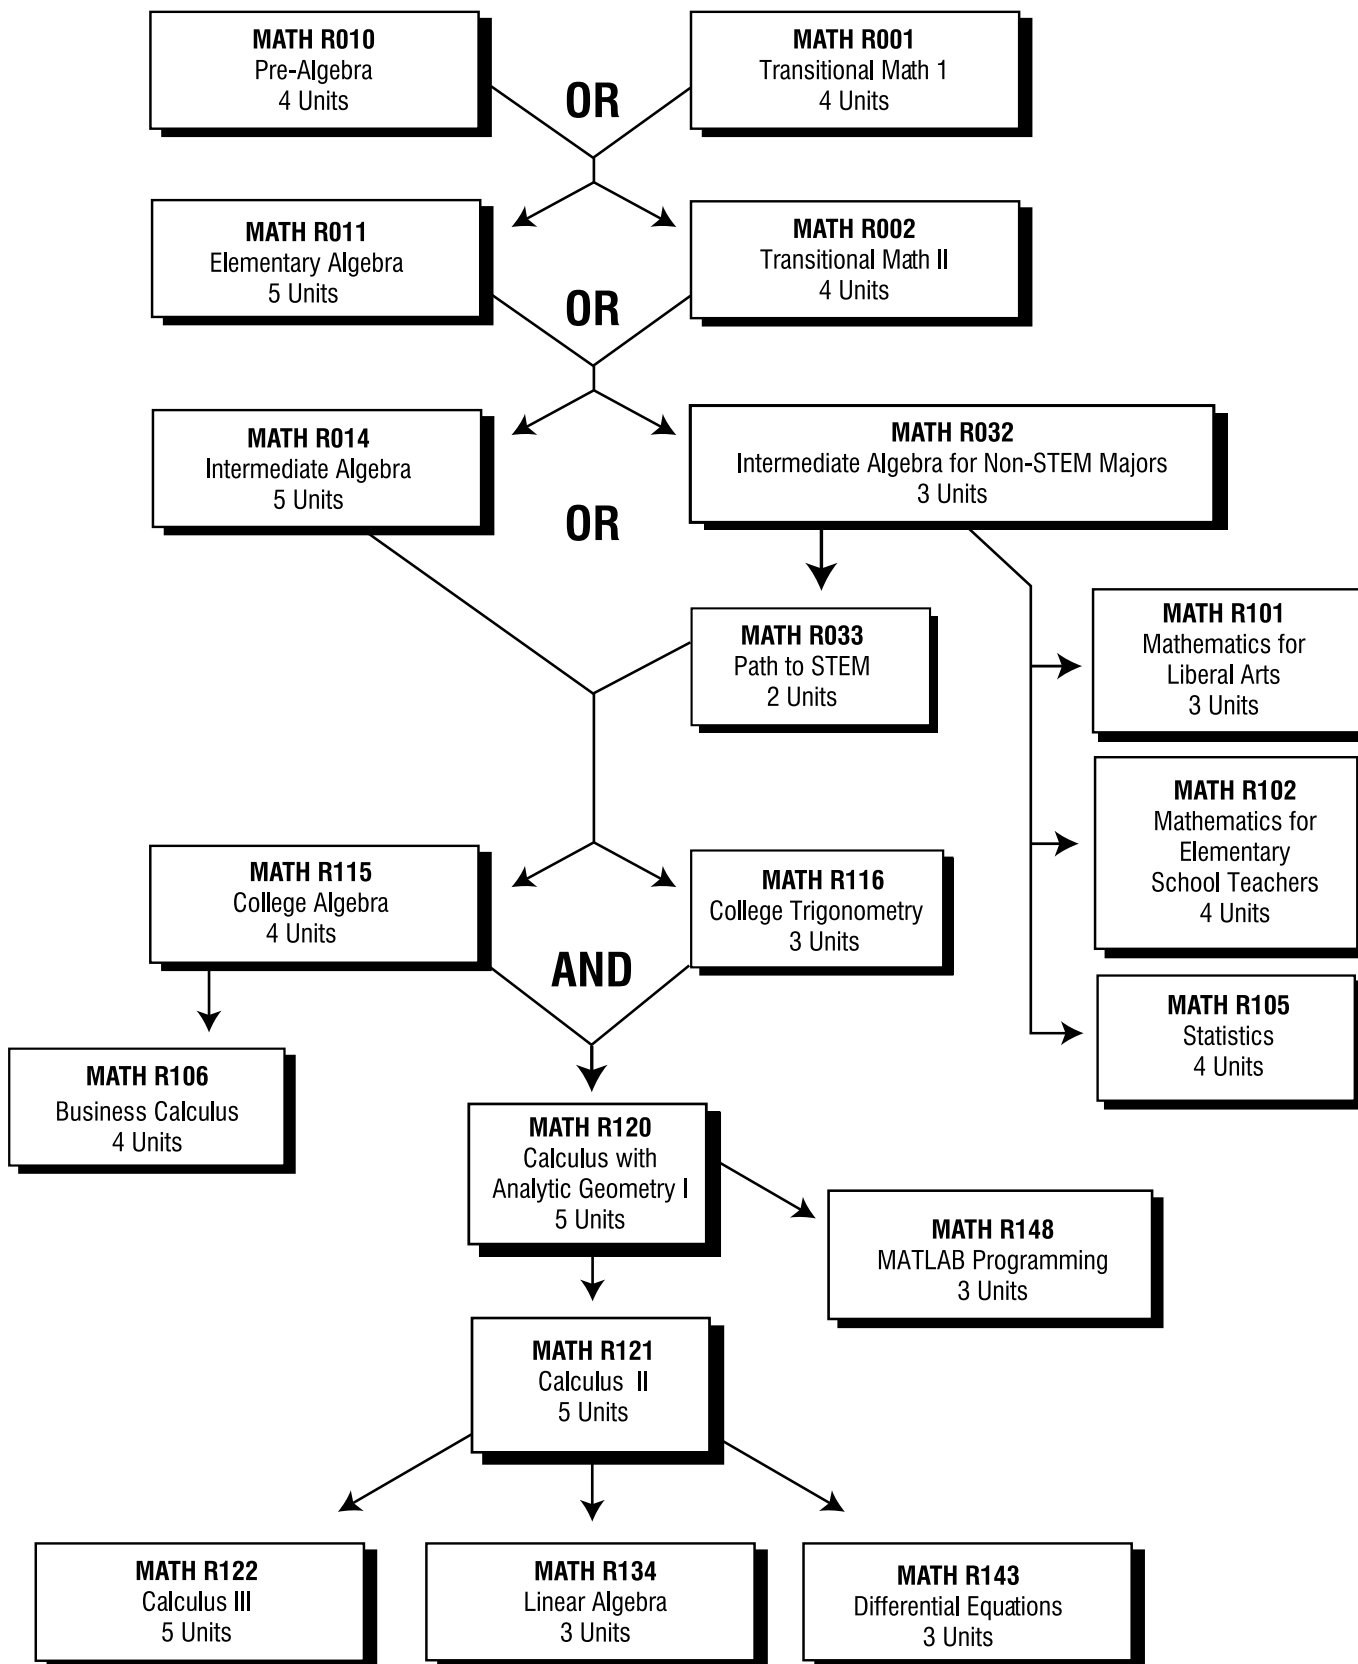 MATH R010
Pre-Algebra
4 Units
OR
MATH R001
Transitional Math 1
4 Units
MATH R011
Elementary Algebra
5 Units
OR
MATH R002
Transitional Math II
4 Units
MATH R014
Intermediate Algebra
5 Units
OR
MATH R032
Intermediate Algebra for Non-STEM Majors
3 Units
MATH R033
Path to STEM
2 Units
MATH R101
Mathematics for
Liberal Arts
3 Units
MATH R102
Mathematics for
Elementary
School Teachers
4 Units
MATH R115
College Algebra
4 Units
AND
MATH R116
College Trigonometry
3 Units
MATH R105
Statistics
4 Units
MATH R106
Business Calculus
4 Units
MATH R120
Calculus with
Analytic Geometry I
5 Units
MATH R148
MATLAB Programming
3 Units
MATH R121
Calculus II
5 Units
MATH R122
Calculus III
5 Units
MATH R134
Linear Algebra
3 Units
MATH R143
Differential Equations
3 Units